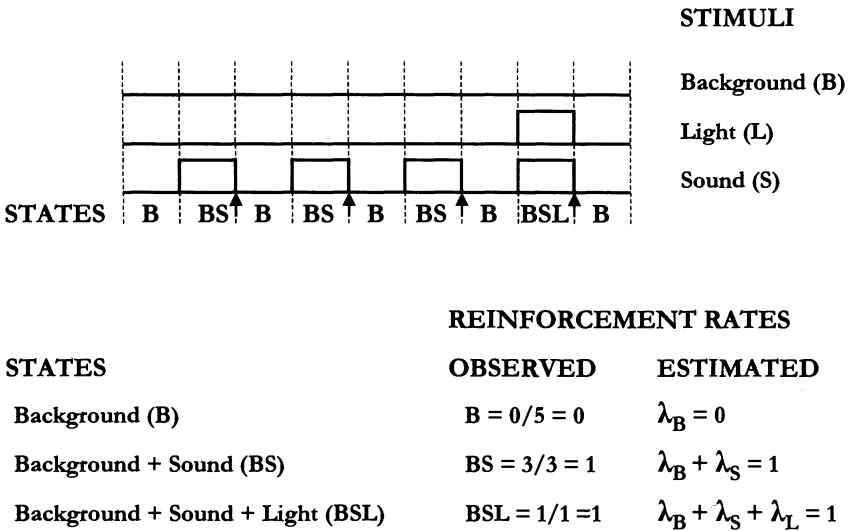 STIMULI
Background (B)
Light (L)
Sound (S)
STATES B BS B BS B BS B BSL B
REINFORCEMENT RATES
STATES OBSERVED ESTIMATED
Background (B) B = 0/5 = 0 λB = 0
Background + Sound (BS) BS = 3/3 = 1 λB + λS = 1
Background + Sound + Light (BSL) BSL = 1/1 =1 λB + λS + λL = 1